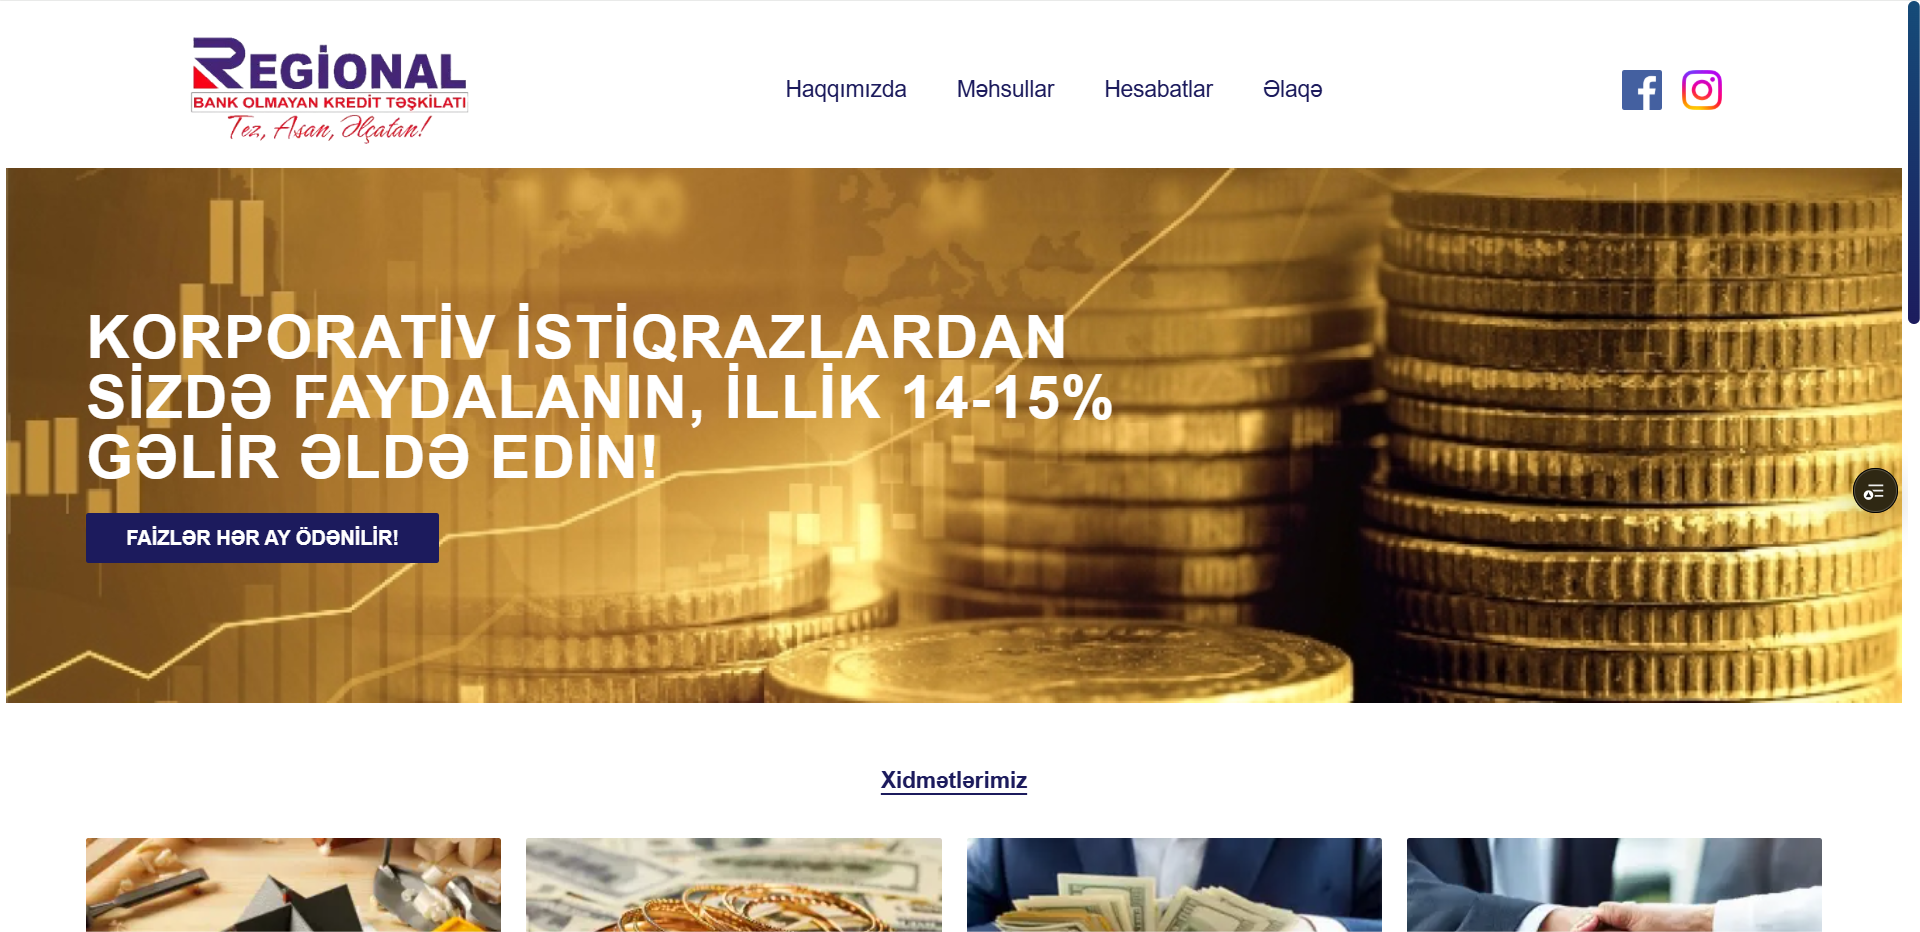 REGİONAL
BANK OLMAYAN KREDİT TƏŞKİLATI
Tez, Asan, Əlçatan!
Haqqımızda
Məhsullar
Hesabatlar
Əlaqə
KORPORATİV İSTİQRAZLARDAN
SİZDƏ FAYDALANIN, İLLİK 14-15%
GƏLİR ƏLDƏ EDİN!
FAİZLƏR HƏR AY ÖDƏNİLİR!
Xidmətlərimiz